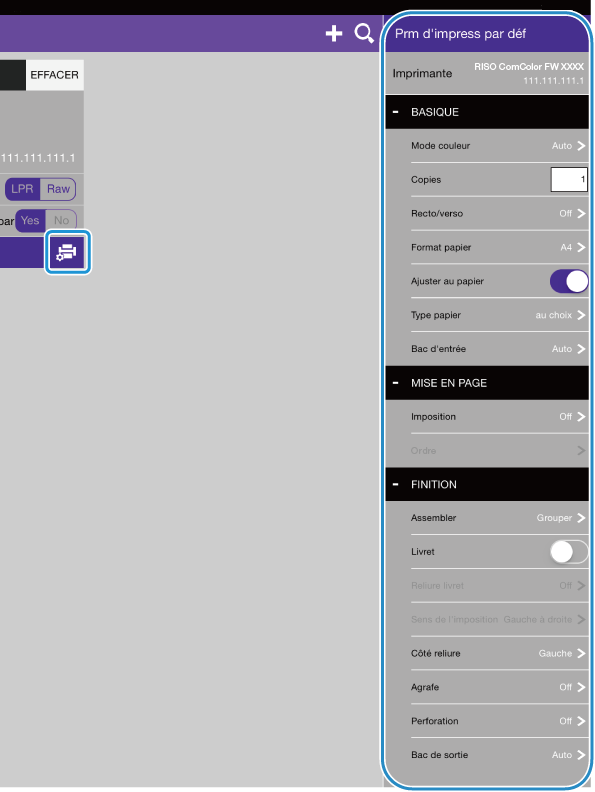 EFFACER
111.111.111.1
LPR Raw
par Yes No
Prm d'impress par déf
Imprimante RISO ComColor FW XXXX
111.111.111.1
- BASIQUE
Mode couleur Auto
Copies 1
Recto/verso Off
Format papier A4
Ajuster au papier
Type papier au choix
Bac d'entrée Auto
- MISE EN PAGE
Imposition Off
Ordre
- FINITION
Assembler Grouper
Livret
Reliure livret Off
Sens de l'imposition Gauche à droite
Côté reliure Gauche
Agrafe Off
Perforation Off
Bac de sortie Auto